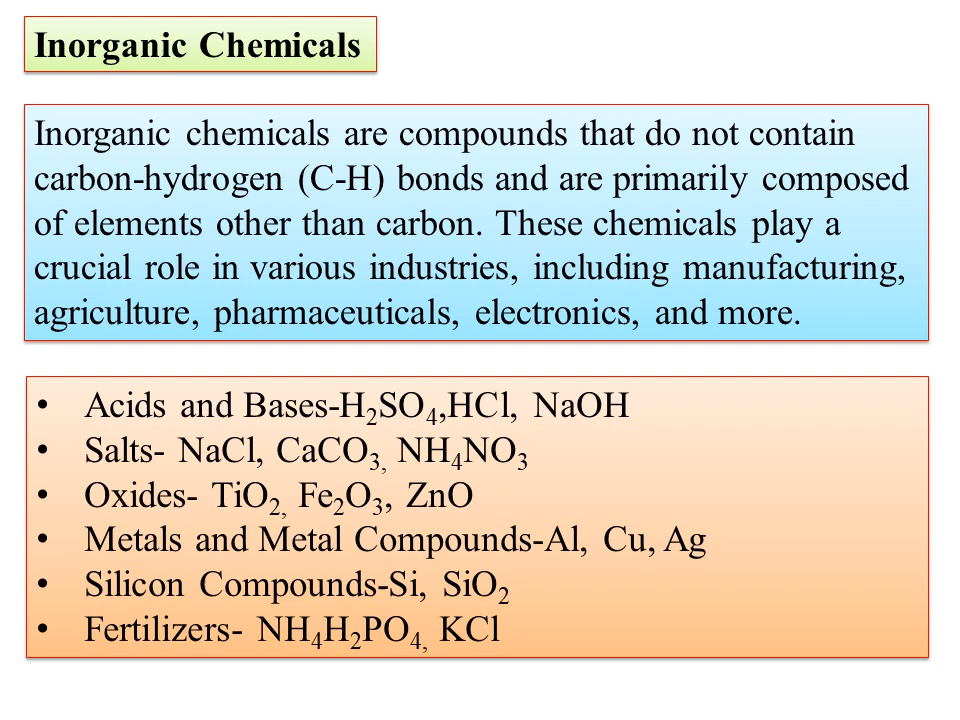 Inorganic Chemicals
Inorganic chemicals are compounds that do not contain
carbon-hydrogen (C-H) bonds and are primarily composed
of elements other than carbon. These chemicals play a
crucial role in various industries, including manufacturing,
agriculture, pharmaceuticals, electronics, and more.
• Acids and Bases-H₂SO₄,HCl, NaOH
• Salts- NaCl, CaCO₃, NH₄NO₃
• Oxides- TiO₂, Fe₂O₃, ZnO
• Metals and Metal Compounds-Al, Cu, Ag
• Silicon Compounds-Si, SiO₂
• Fertilizers- NH₄H₂PO₄, KCl